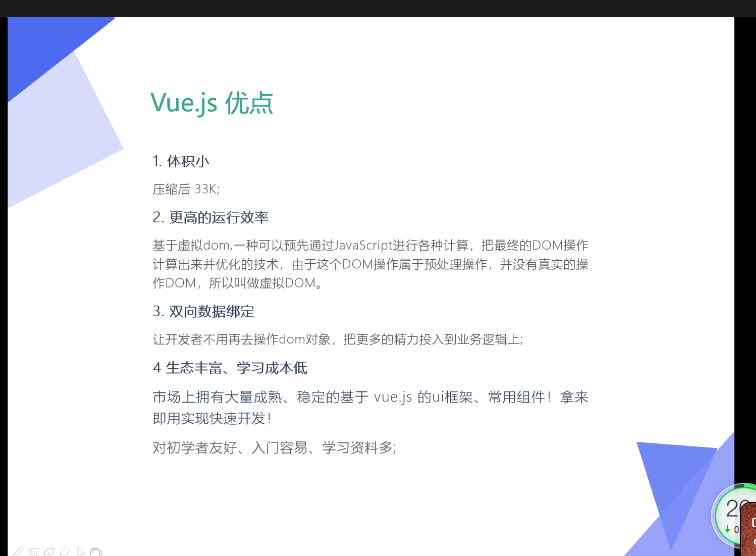 Vue.js 优点
1. 体积小
压缩后 33K;
2. 更高的运行效率
基于虚拟dom,一种可以预先通过JavaScript进行各种计算，把最终的DOM操作
计算出来并优化的技术，由于这个DOM操作属于预处理操作，并没有真实的操
作DOM，所以叫做虚拟DOM。
3. 双向数据绑定
让开发者不用再去操作dom对象，把更多的精力投入到业务逻辑上;
4 生态丰富、学习成本低
市场上拥有大量成熟、稳定的基于 vue.js 的ui框架、常用组件！拿来
即用实现快速开发！
对初学者友好、入门容易、学习资料多;